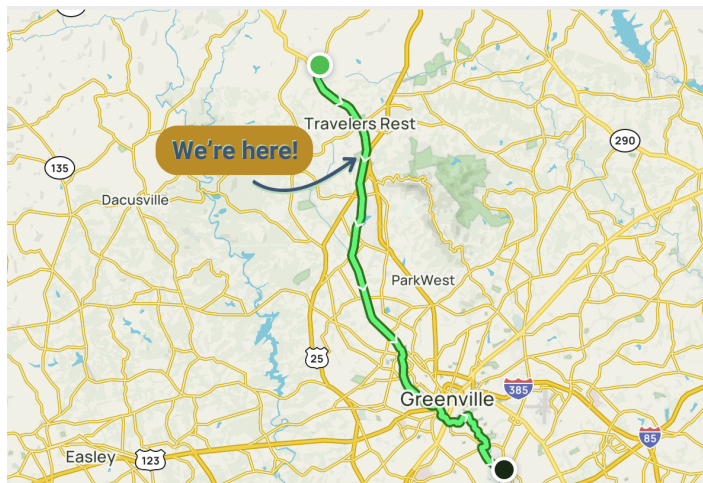 Travelers Rest
We're here!
290
135
Dacusville
ParkWest
25
385
Greenville
85
Easley
123